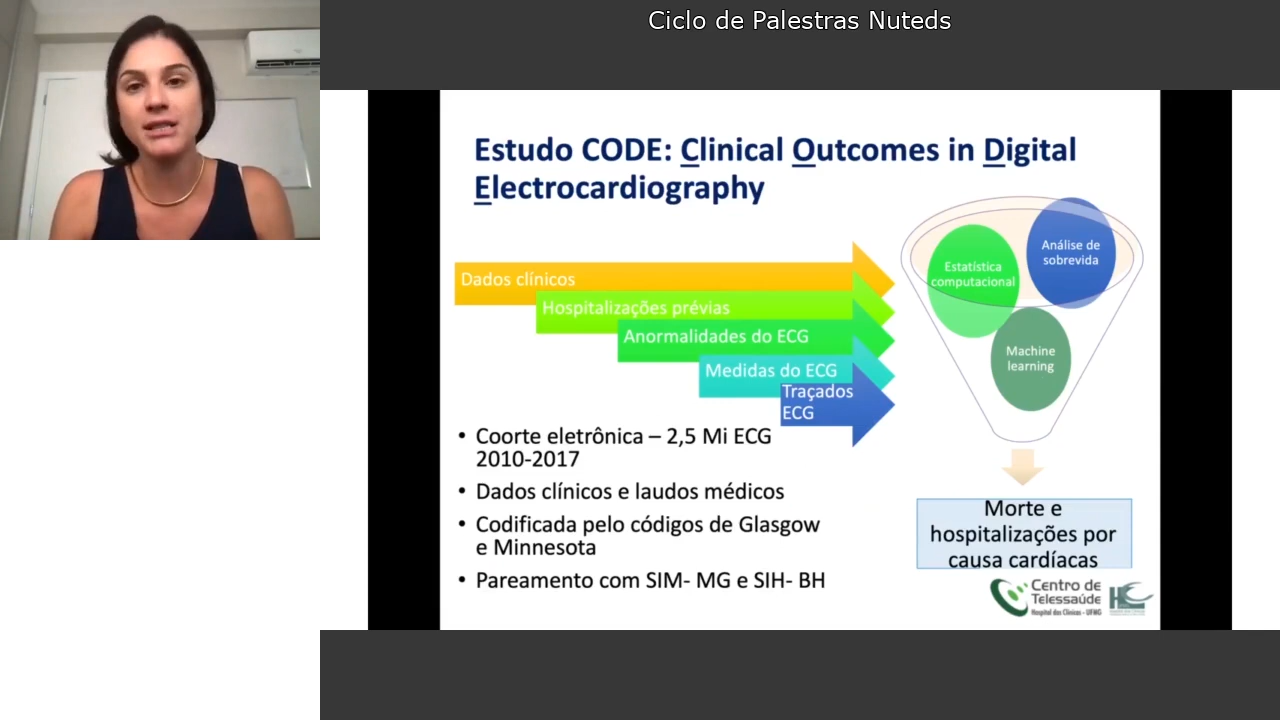 Ciclo de Palestras Nuteds
Estudo CODE: Clinical Outcomes in Digital
Electrocardiography
Dados clínicos
Hospitalizações prévias
Anormalidades do ECG
Medidas do ECG
Traçados
ECG
Estatística
computacional
Análise de
sobrevida
Machine
learning
• Coorte eletrônica – 2,5 Mi ECG
2010-2017
• Dados clínicos e laudos médicos
• Codificada pelo códigos de Glasgow
e Minnesota
• Pareamento com SIM- MG e SIH- BH
Morte e
hospitalizações por
causa cardíacas
Centro de
Telessaúde
Hospital das Clínicas - UFMG
HC